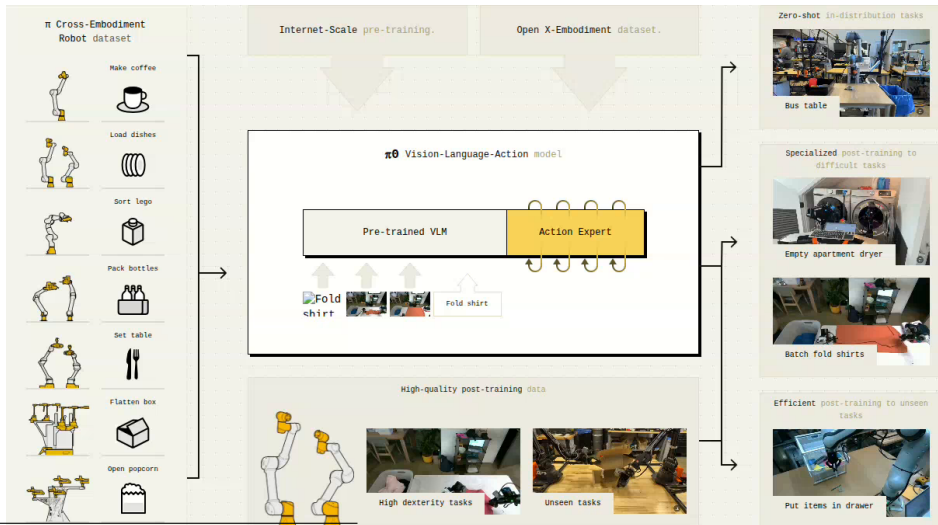 π Cross-Embodiment
Robot dataset
Make coffee
Load dishes
Sort lego
Pack bottles
Set table
Flatten box
Open popcorn
Internet-Scale pre-training.
Open X-Embodiment dataset.
π0 Vision-Language-Action model
Pre-trained VLM
Action Expert
Fold
shirt
Fold shirt
High-quality post-training data
High dexterity tasks
Unseen tasks
Zero-shot in-distribution tasks
Bus table
Specialized post-training to
difficult tasks
Empty apartment dryer
Batch fold shirts
Efficient post-training to unseen
tasks
Put items in drawer